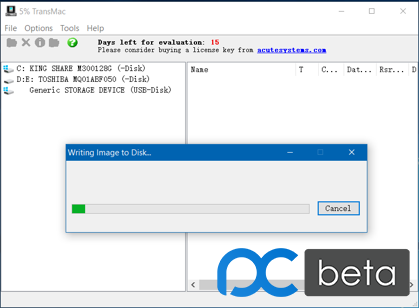 5% TransMac
File Options Tools Help
Days left for evaluation: 15
Please consider buying a license key from acutesystems.com
C: KING SHARE M300128G (-Disk)
D:E: TOSHIBA MQ01ABF050 (-Disk)
Generic STORAGE DEVICE (USB-Disk)
Name T C... Dat... Rsr... D
Writing Image to Disk...
Cancel
pc beta